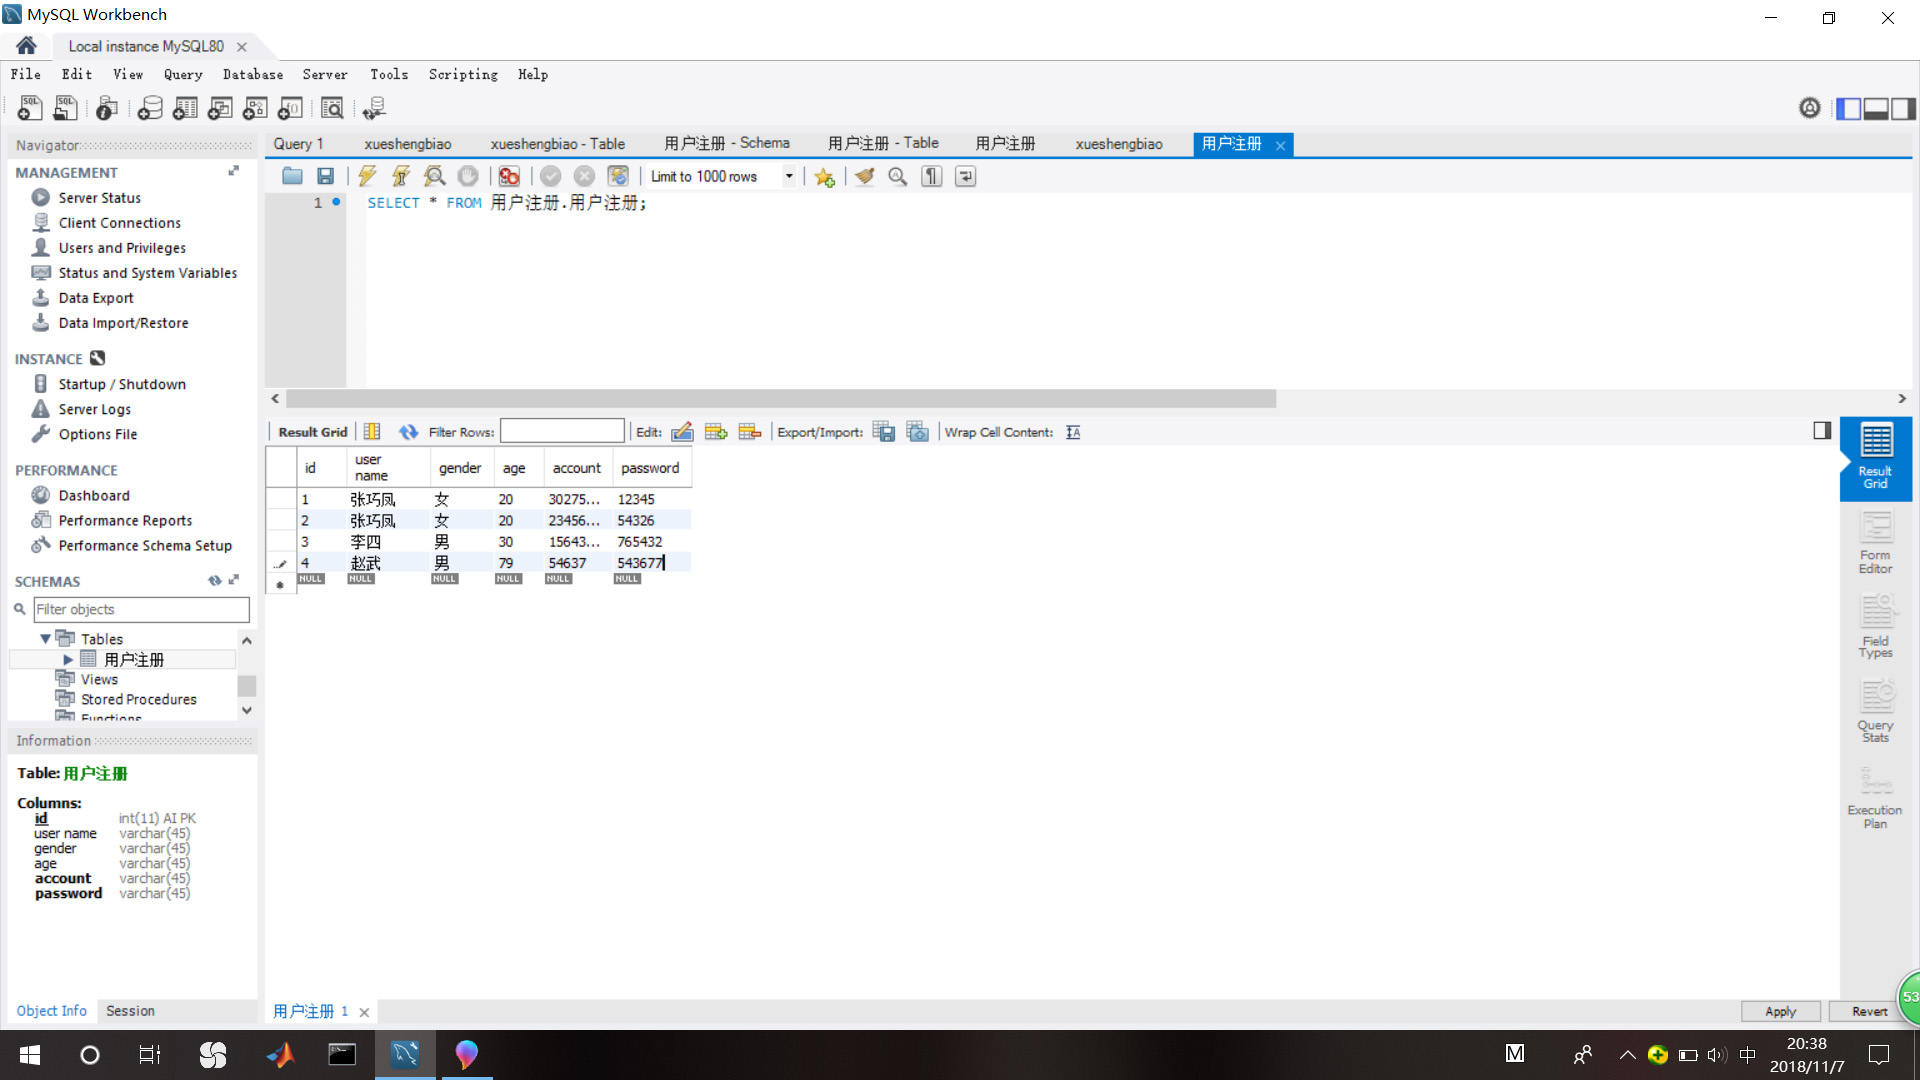 MySQL Workbench
Local instance MySQL80
File Edit View Query Database Server Tools Scripting Help
Navigator
MANAGEMENT
Server Status
Client Connections
Users and Privileges
Status and System Variables
Data Export
Data Import/Restore
INSTANCE
Startup / Shutdown
Server Logs
Options File
PERFORMANCE
Dashboard
Performance Reports
Performance Schema Setup
SCHEMAS
Filter objects
Tables
用户注册
Views
Stored Procedures
Functions
Information
Table: 用户注册
Columns:
id int(11) AI PK
user name varchar(45)
gender varchar(45)
age varchar(45)
account varchar(45)
password varchar(45)
Object Info Session
Query 1 xueshengbiao xueshengbiao - Table 用户注册 - Schema 用户注册 - Table 用户注册 xueshengbiao 用户注册
Limit to 1000 rows
1 SELECT * FROM 用户注册.用户注册;
Result Grid Filter Rows: Edit: Export/Import: Wrap Cell Content:
id user name gender age account password
1 张巧凤 女 20 30275... 12345
2 张巧凤 女 20 23456... 54326
3 李四 男 30 15643... 765432
4 赵武 男 79 54637 543677
NULL NULL NULL NULL NULL NULL
Result
Grid
Form
Editor
Field
Types
Query
Stats
Execution
Plan
用户注册 1
Apply Revert
53
M
中
20:38
2018/11/7